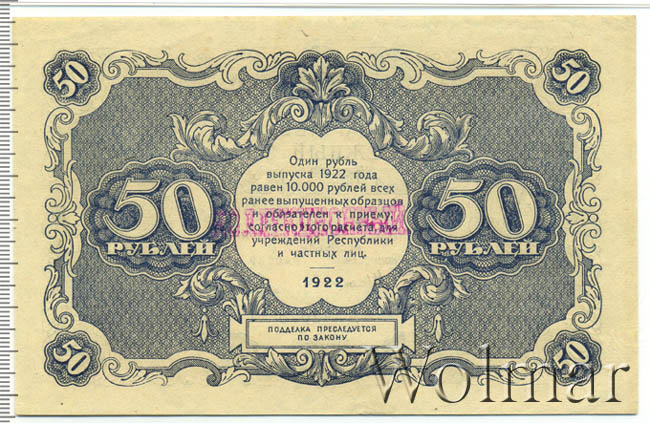 50
50
Один рубль
выпуска 1922 года
равен 10.000 рублей всех
ранее выпущенных образ
и обязателен к приему,
согласно этого расчета, для
учреждений Республики
и частных лиц.
1922
50
РУБЛЕЙ
50
РУБЛЕЙ
ПОДДЕЛКА ПРЕСЛЕДУЕТСЯ
ПО ЗАКОНУ
50
50
Wolmar